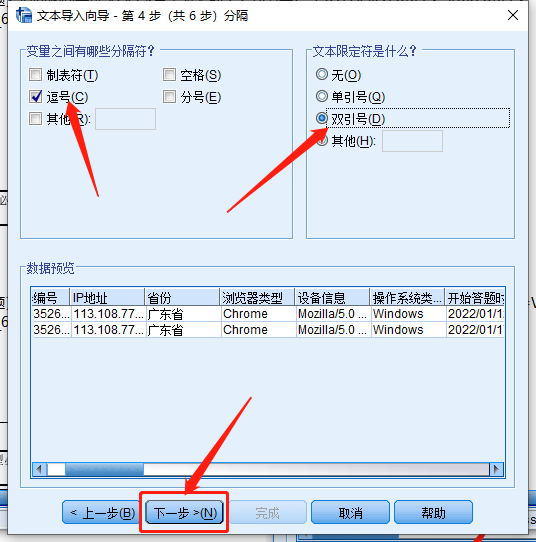 文本导入向导 - 第 4 步（共 6 步）分隔
变量之间有哪些分隔符？
制表符(T)
空格(S)
逗号(C)
分号(E)
其他(R):
文本限定符是什么？
无(O)
单引号(Q)
双引号(D)
其他(H):
数据预览
编号 IP地址 省份 浏览器类型 设备信息 操作系统类... 开始答题时
3526... 113.108.77... 广东省 Chrome Mozilla/5.0 ... Windows 2022/01/1
3526... 113.108.77... 广东省 Chrome Mozilla/5.0 ... Windows 2022/01/1
< 上一步(B)
下一步 >(N)
完成
取消
帮助